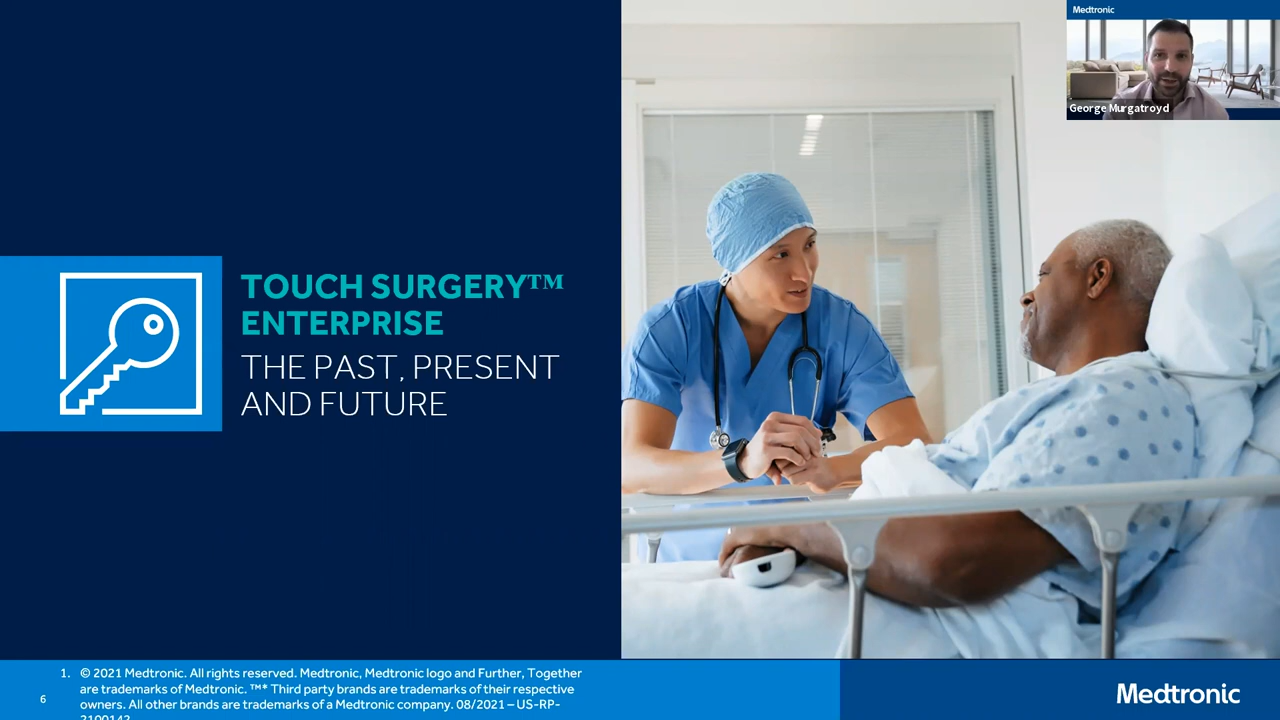 Medtronic
George Murgatroyd
TOUCH SURGERY™
ENTERPRISE
THE PAST, PRESENT
AND FUTURE
1. © 2021 Medtronic. All rights reserved. Medtronic, Medtronic logo and Further, Together
are trademarks of Medtronic. ™* Third party brands are trademarks of their respective
owners. All other brands are trademarks of a Medtronic company. 08/2021 – US-RP-
2100142
6
Medtronic